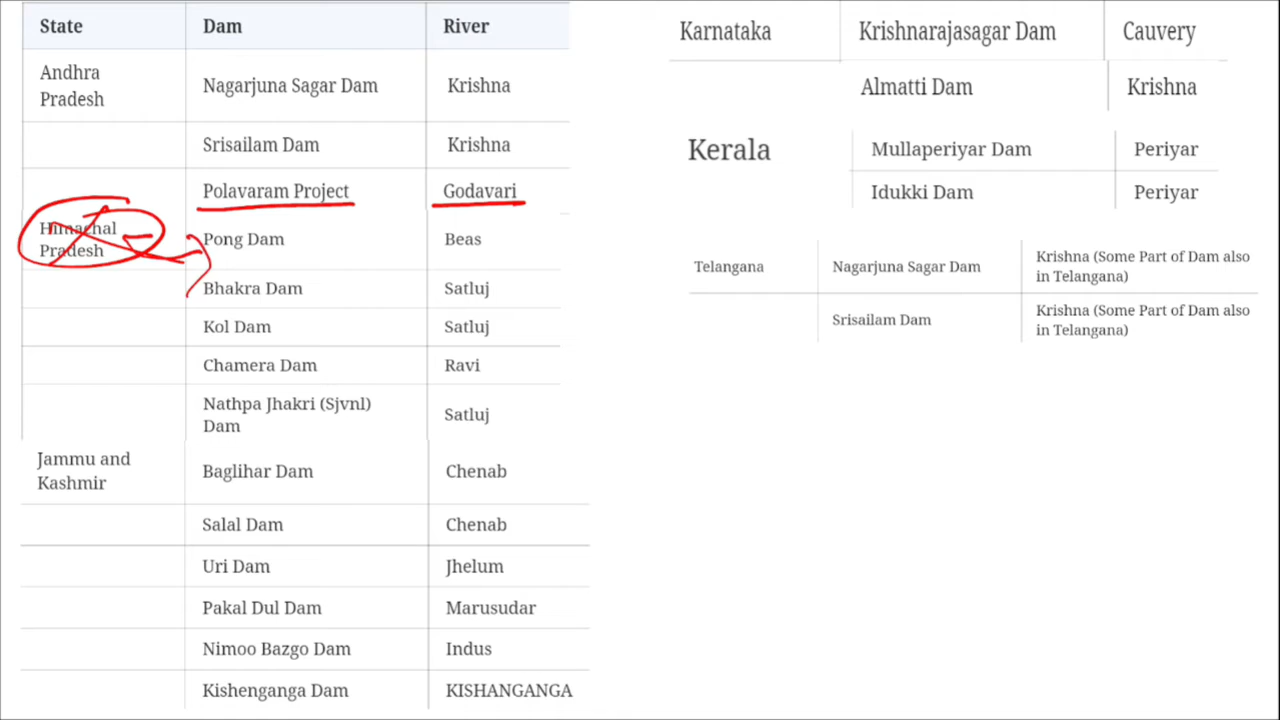 State Dam River
Andhra
Pradesh
Nagarjuna Sagar Dam Krishna
Srisailam Dam Krishna
Polavaram Project Godavari
Himachal
Pradesh
Pong Dam Beas
Bhakra Dam Satluj
Kol Dam Satluj
Chamera Dam Ravi
Nathpa Jhakri (Sjvnl)
Dam
Satluj
Jammu and
Kashmir
Baglihar Dam Chenab
Salal Dam Chenab
Uri Dam Jhelum
Pakal Dul Dam Marusudar
Nimoo Bazgo Dam Indus
Kishenganga Dam KISHANGANGA
Karnataka Krishnarajasagar Dam Cauvery
Almatti Dam Krishna
Kerala Mullaperiyar Dam Periyar
Idukki Dam Periyar
Telangana Nagarjuna Sagar Dam Krishna (Some Part of Dam also
in Telangana)
Srisailam Dam Krishna (Some Part of Dam also
in Telangana)